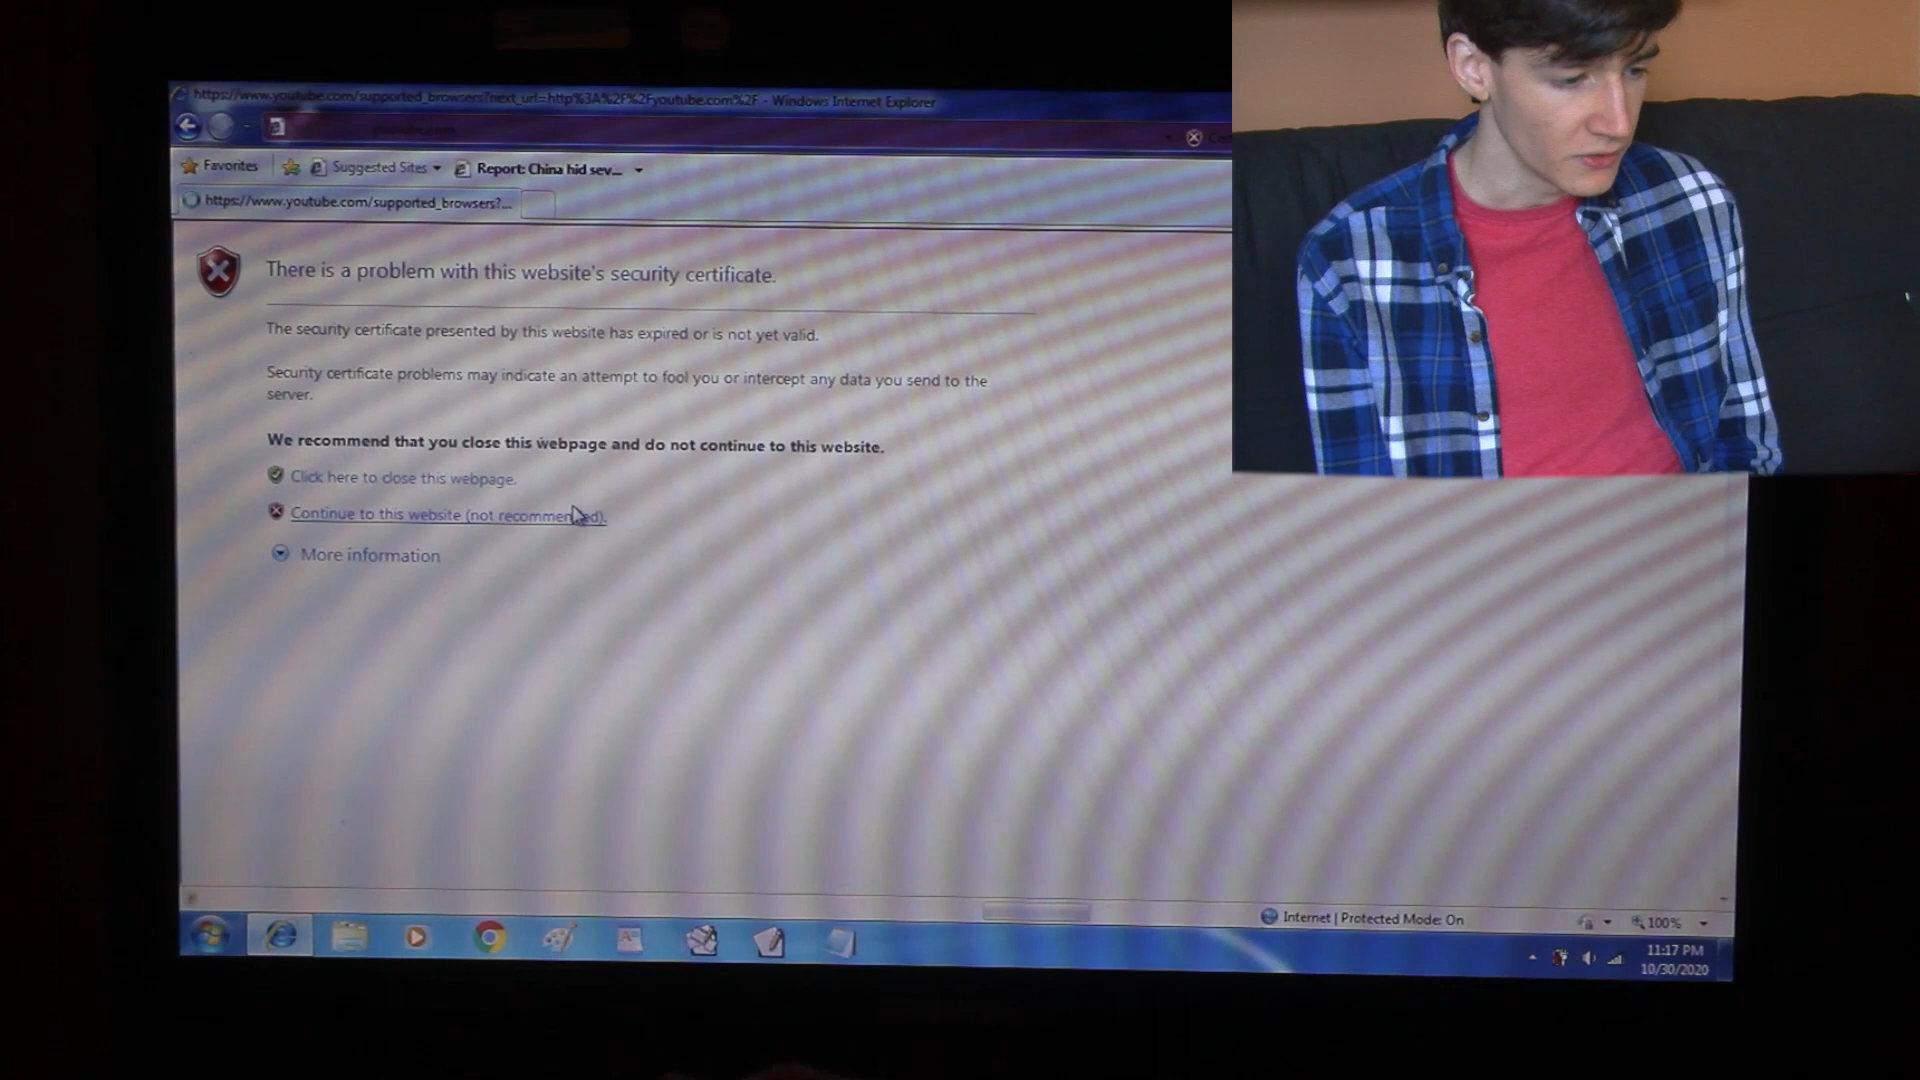 https://www.youtube.com/supported_browsers?next_url=http%3A%2F%2Fyoutube.com%2F - Windows Internet Explorer
Favorites Suggested Sites Report: China hid sev...
https://www.youtube.com/supported_browsers?...
There is a problem with this website's security certificate.
The security certificate presented by this website has expired or is not yet valid.
Security certificate problems may indicate an attempt to fool you or intercept any data you send to the
server.
We recommend that you close this webpage and do not continue to this website.
Click here to close this webpage.
Continue to this website (not recommended).
More information
Internet | Protected Mode: On
100%
11:17 PM
10/30/2020